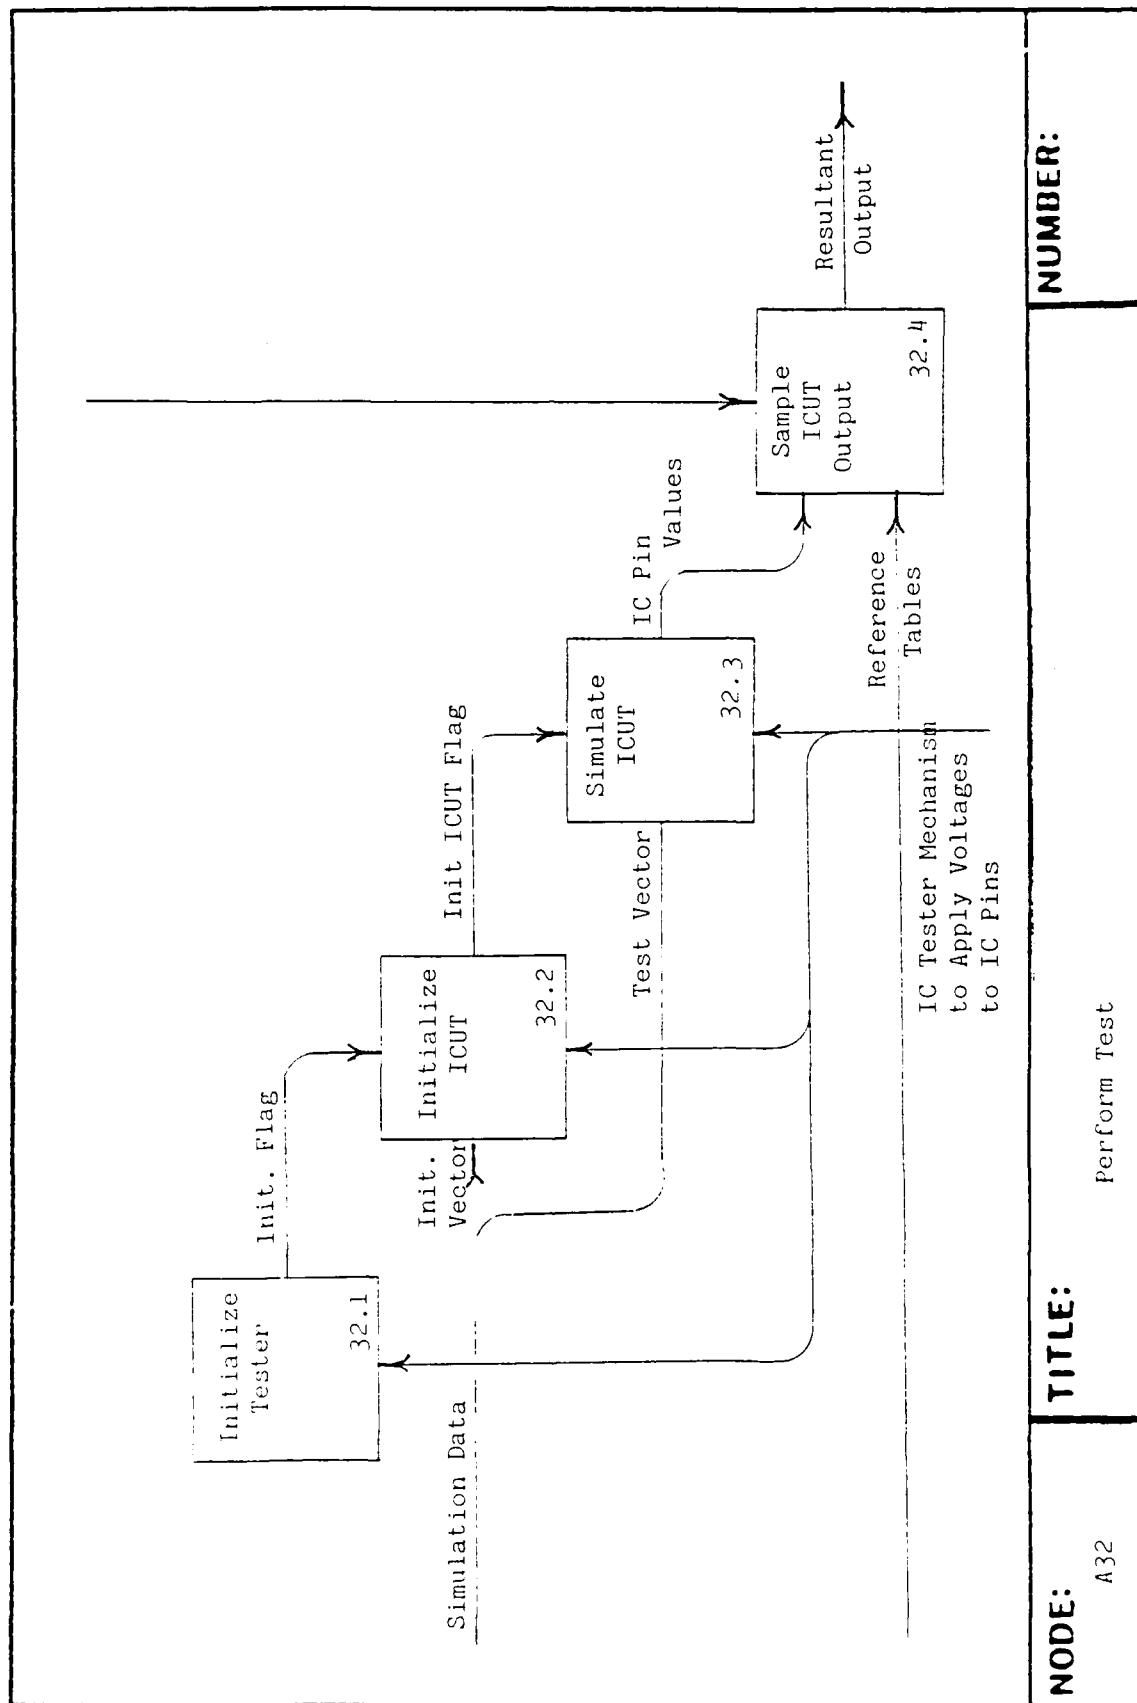 Initialize
Tester
32.1
Init. Flag
Simulation Data
Init.
Vector
Initialize
ICUT
32.2
Init ICUT Flag
Test Vector
Simulate
ICUT
32.3
IC Pin
Values
Reference
Tables
Sample
ICUT
Output
32.4
Resultant
Output
IC Tester Mechanism
to Apply Voltages
to IC Pins
NODE:
A32
TITLE:
Perform Test
NUMBER: